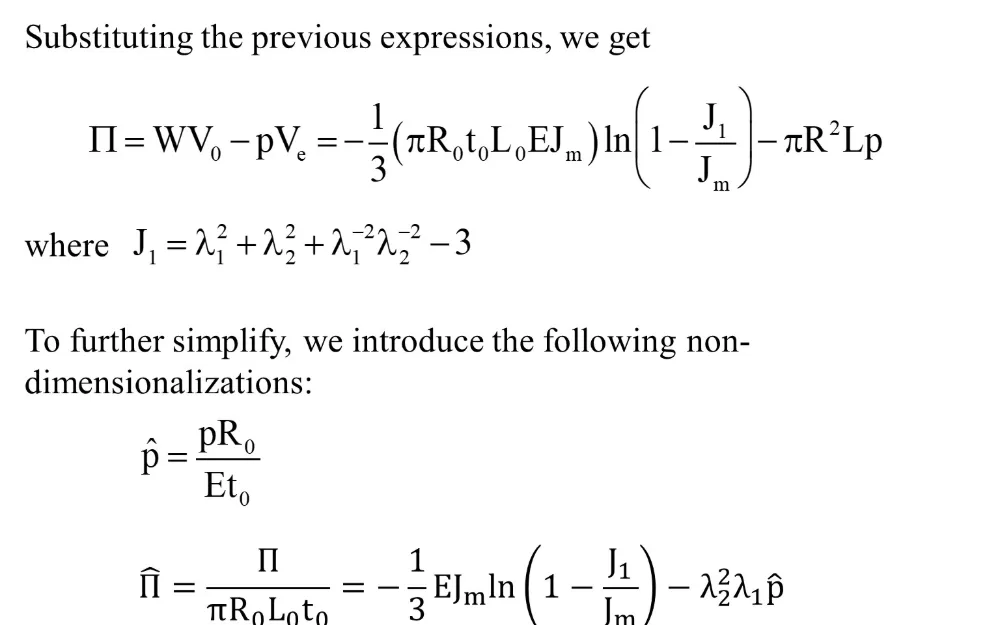 Substituting the previous expressions, we get
Π = WV₀ − pVₑ = −1/3 (πR₀t₀L₀EJₘ) ln(1 − J₁/Jₘ) − πR²Lp
where J₁ = λ₁² + λ₂² + λ₁⁻²λ₂⁻² − 3
To further simplify, we introduce the following non-
dimensionalizations:
p̂ = pR₀/Et₀
Π̂ = Π/πR₀L₀t₀ = −1/3 EJₘln(1 − J₁/Jₘ) − λ₂²λ₁p̂